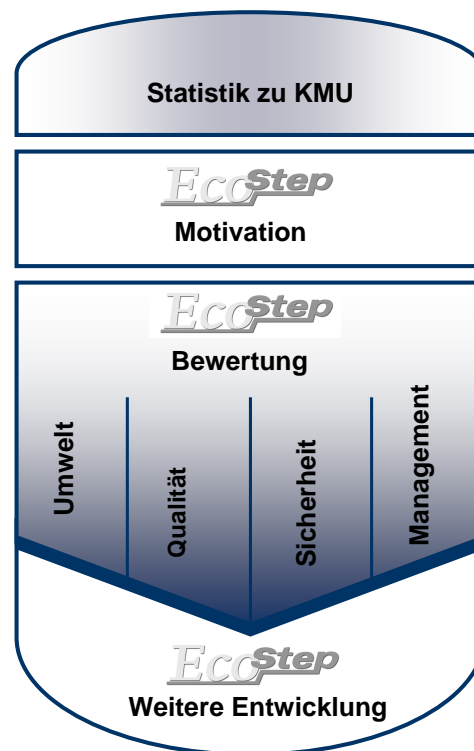 Statistik zu KMU
EcoStep
Motivation
EcoStep
Bewertung
Umwelt
Qualität
Sicherheit
Management
EcoStep
Weitere Entwicklung